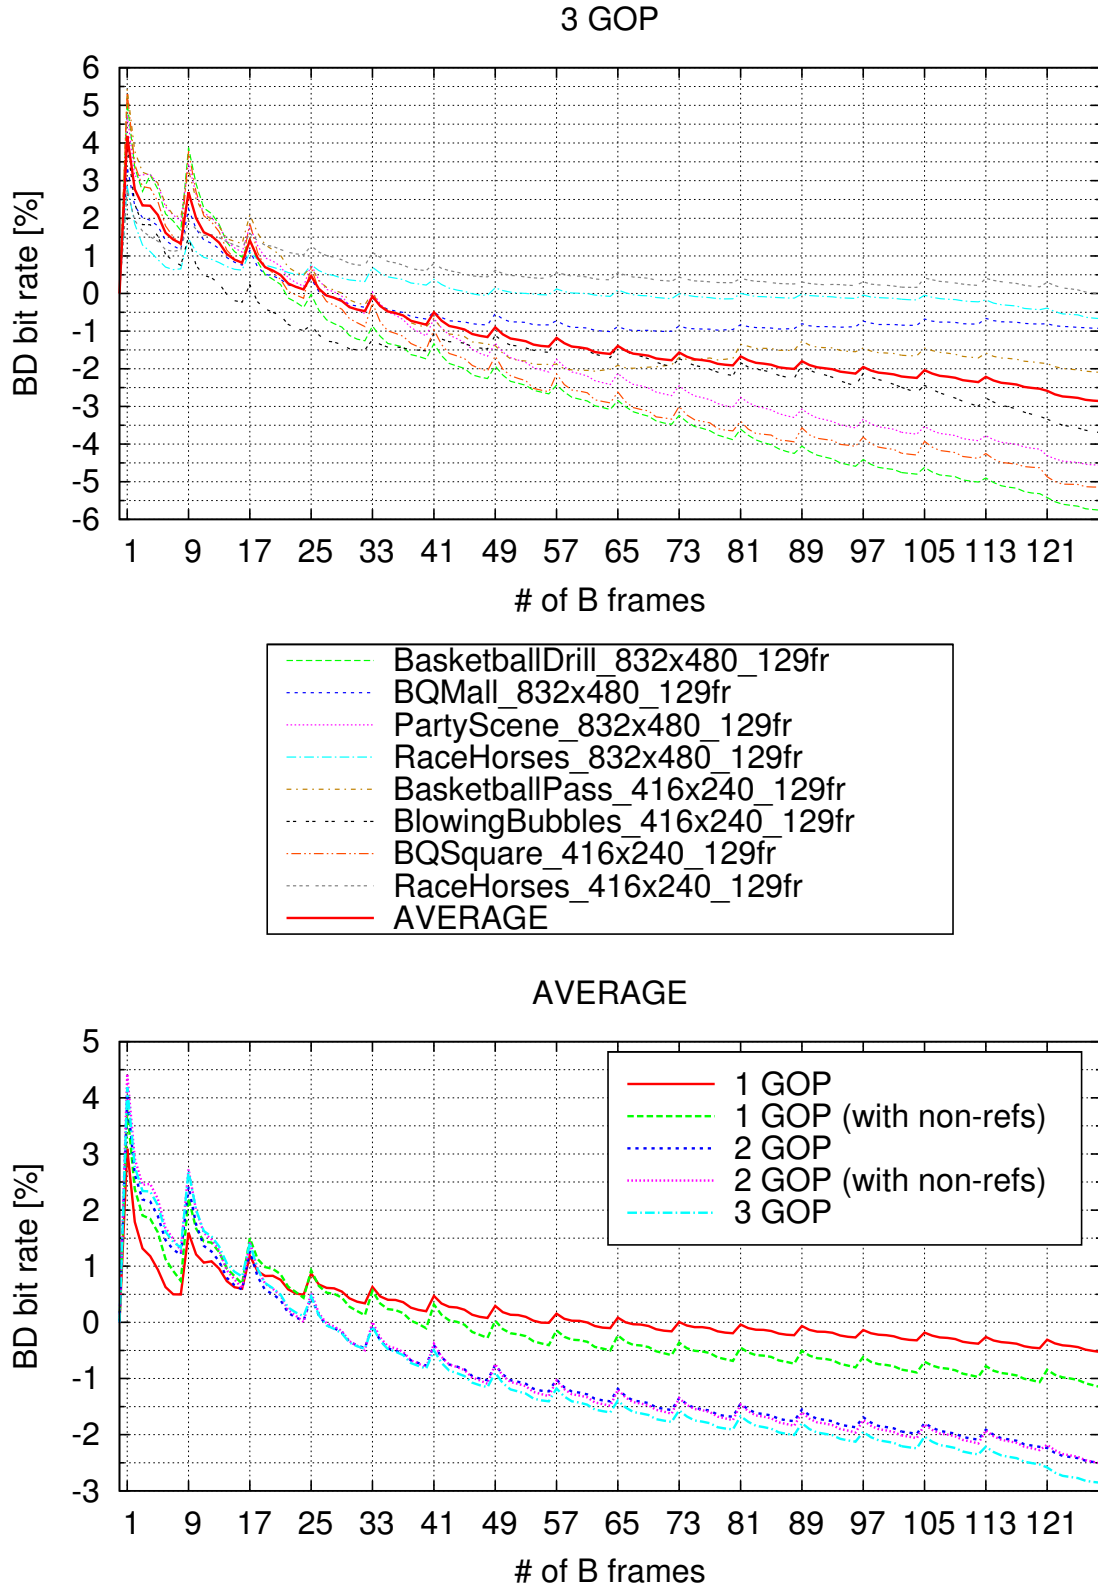 3 GOP
6
5
4
3
2
1
0
-1
-2
-3
-4
-5
-6
BD bit rate [%]
1 9 17 25 33 41 49 57 65 73 81 89 97 105 113 121
# of B frames
BasketballDrill_832x480_129fr
BQMall_832x480_129fr
PartyScene_832x480_129fr
RaceHorses_832x480_129fr
BasketballPass_416x240_129fr
BlowingBubbles_416x240_129fr
BQSquare_416x240_129fr
RaceHorses_416x240_129fr
AVERAGE
AVERAGE
5
4
3
2
1
0
-1
-2
-3
BD bit rate [%]
1 GOP
1 GOP (with non-refs)
2 GOP
2 GOP (with non-refs)
3 GOP
1 9 17 25 33 41 49 57 65 73 81 89 97 105 113 121
# of B frames